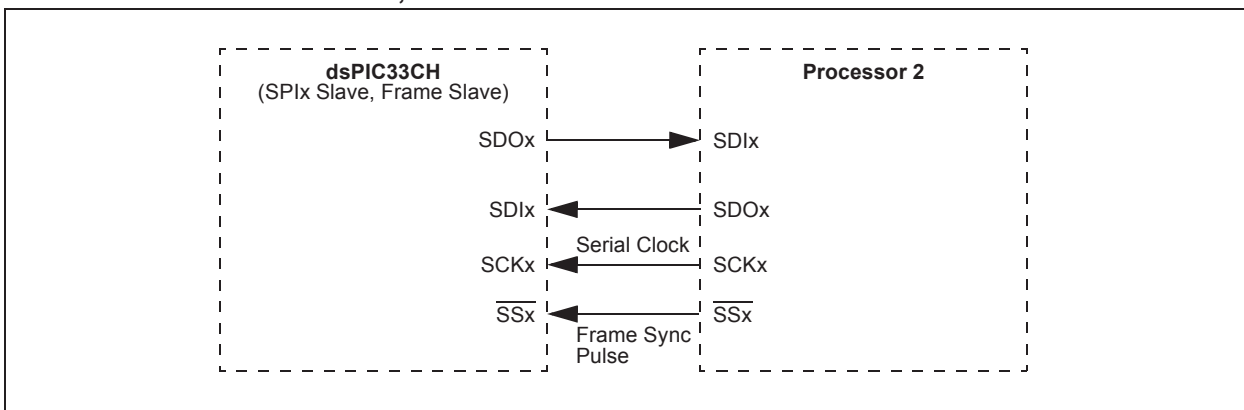 dsPIC33CH
(SPIx Slave, Frame Slave)
Processor 2
SDOx
SDIx
SDIx
SDOx
Serial Clock
SCKx
SCKx
SSx
SSx
Frame Sync
Pulse